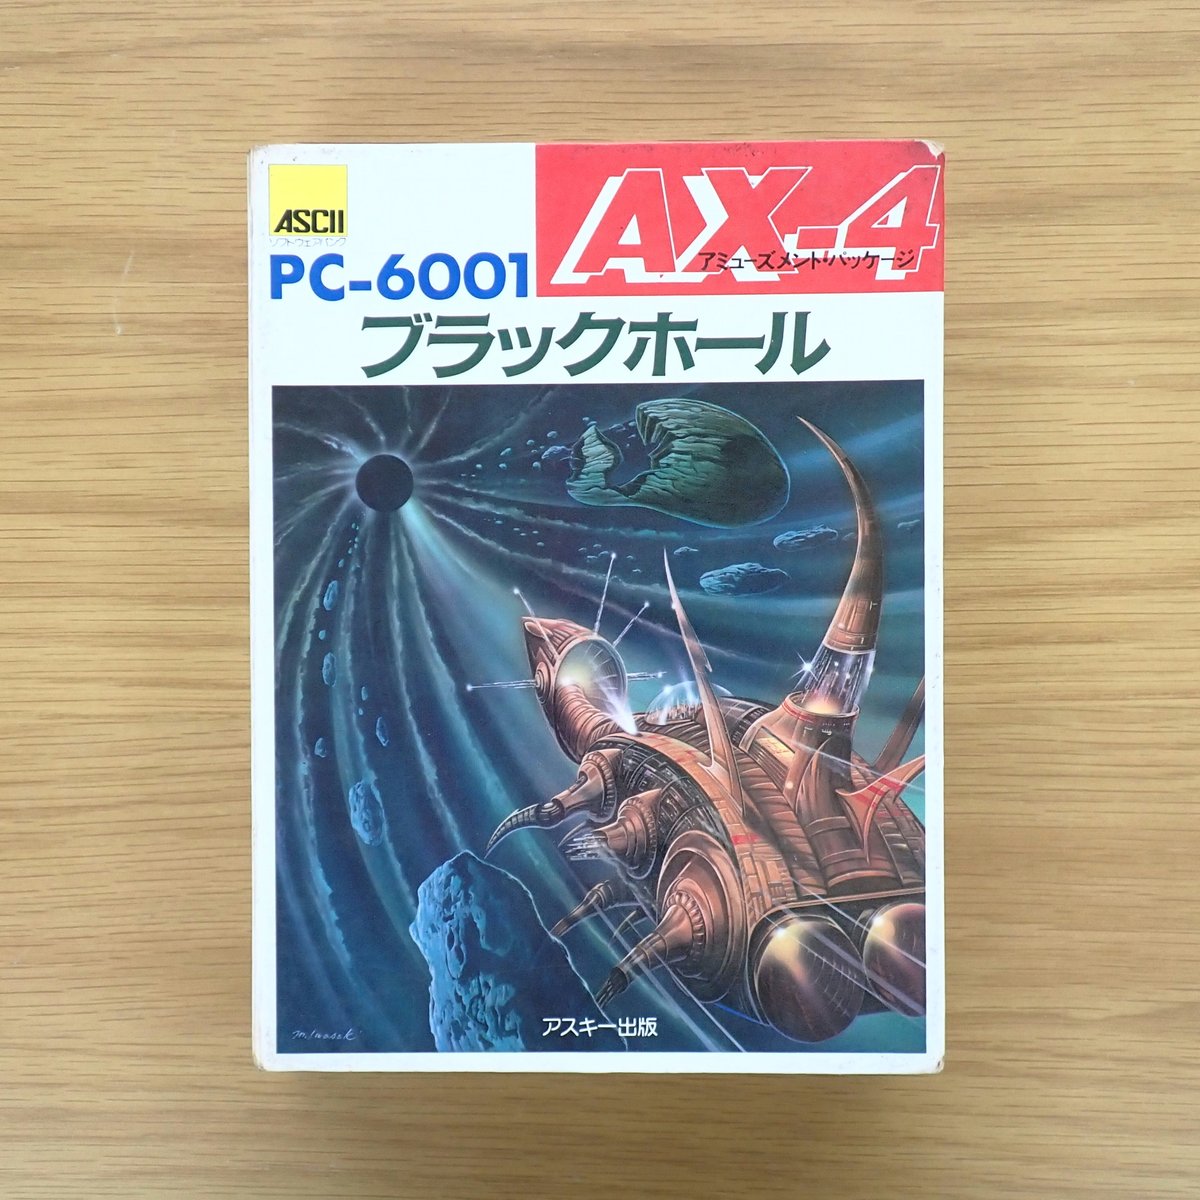 ASCII
ソフトウェアバンク
AX-4
アミューズメント・パッケージ
PC-6001
ブラックホール
アスキー出版
M.Iwasaki